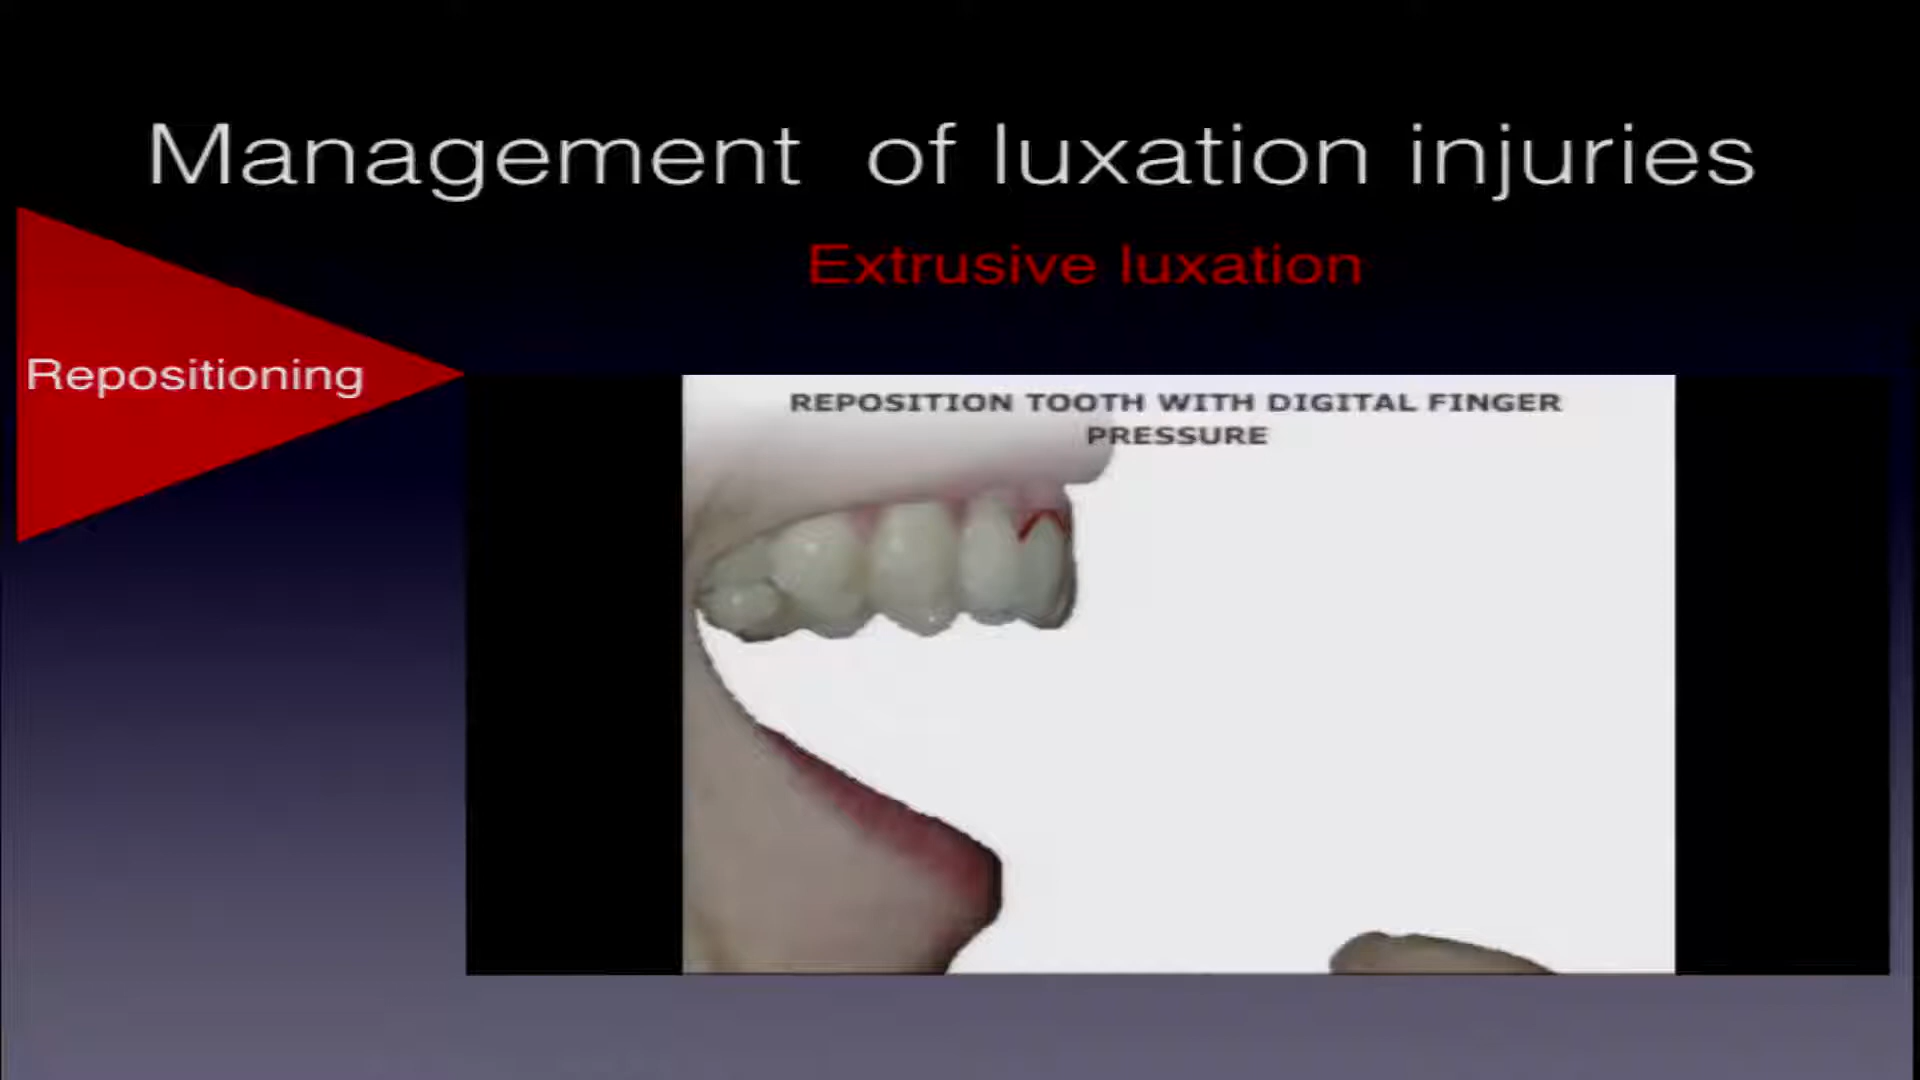 Management of luxation injuries
Extrusive luxation
Repositioning
REPOSITION TOOTH WITH DIGITAL FINGER
PRESSURE